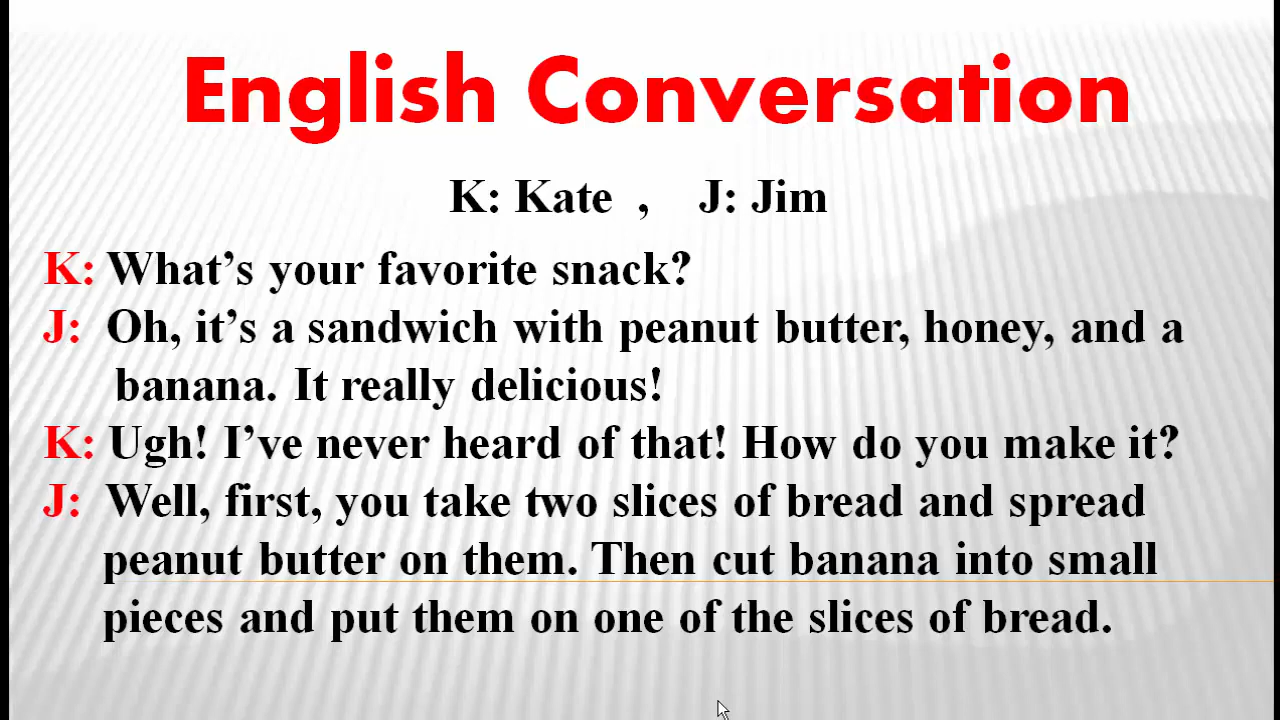 English Conversation
K: Kate , J: Jim
K: What’s your favorite snack?
J: Oh, it’s a sandwich with peanut butter, honey, and a
banana. It really delicious!
K: Ugh! I’ve never heard of that! How do you make it?
J: Well, first, you take two slices of bread and spread
peanut butter on them. Then cut banana into small
pieces and put them on one of the slices of bread.